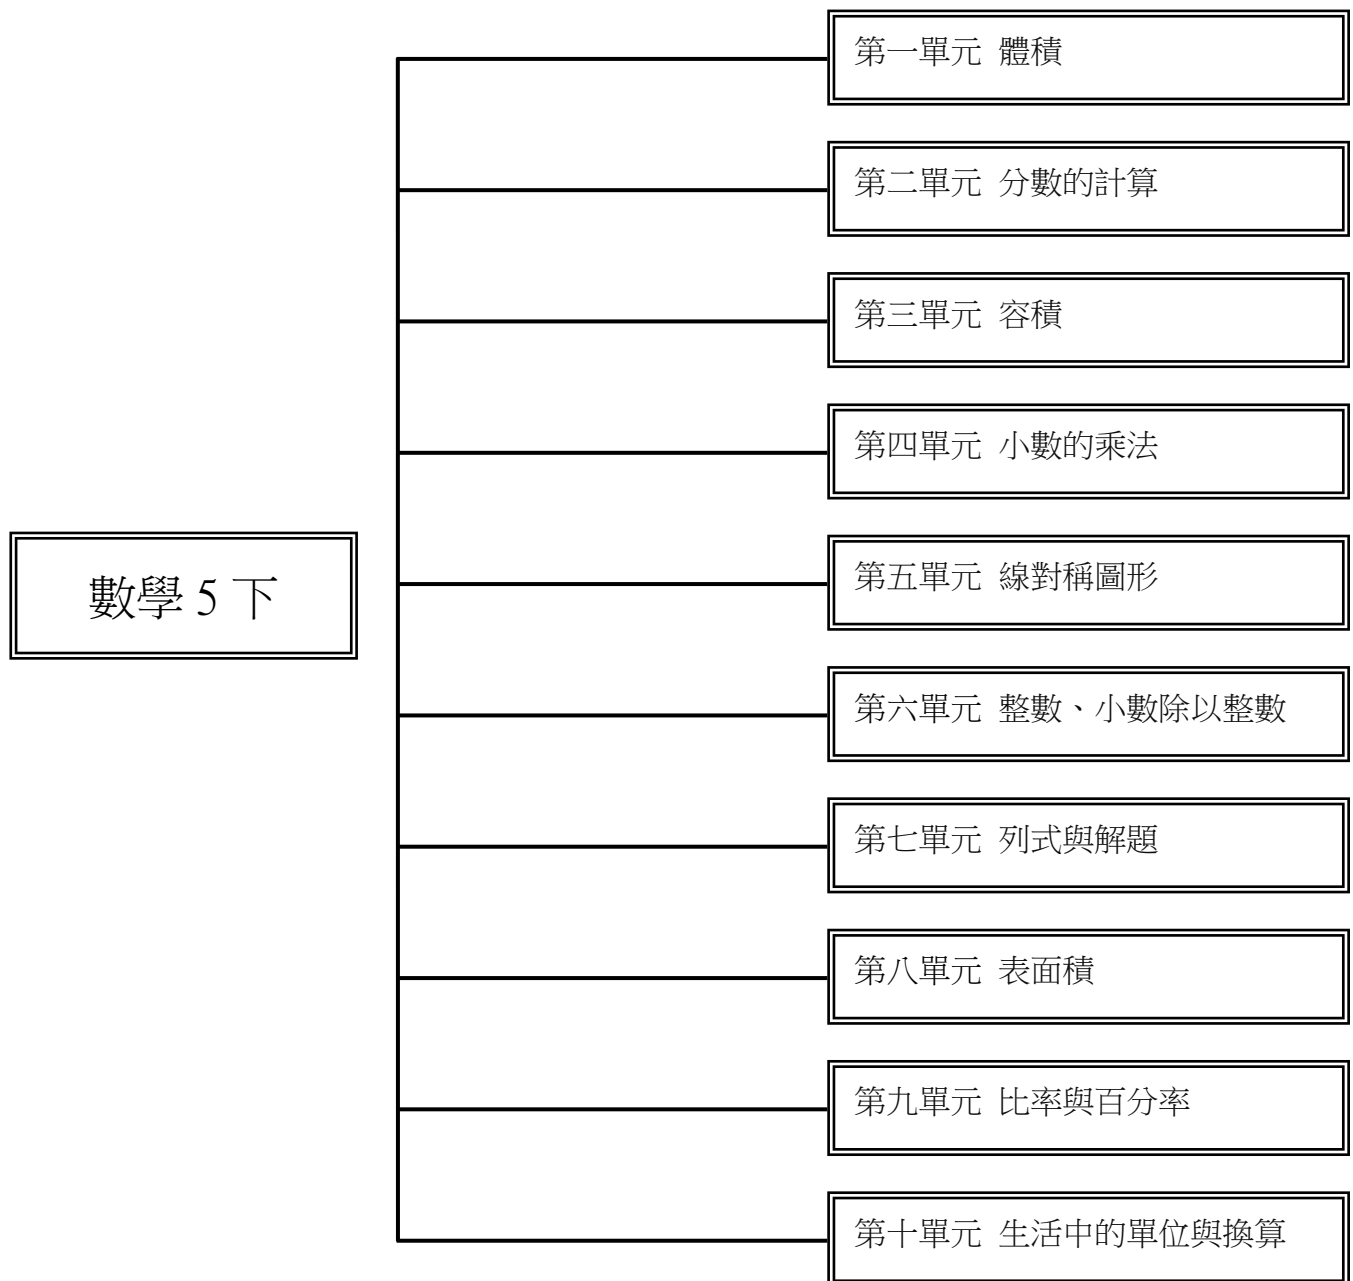 數學 5 下
第一單元 體積
第二單元 分數的計算
第三單元 容積
第四單元 小數的乘法
第五單元 線對稱圖形
第六單元 整數、小數除以整數
第七單元 列式與解題
第八單元 表面積
第九單元 比率與百分率
第十單元 生活中的單位與換算